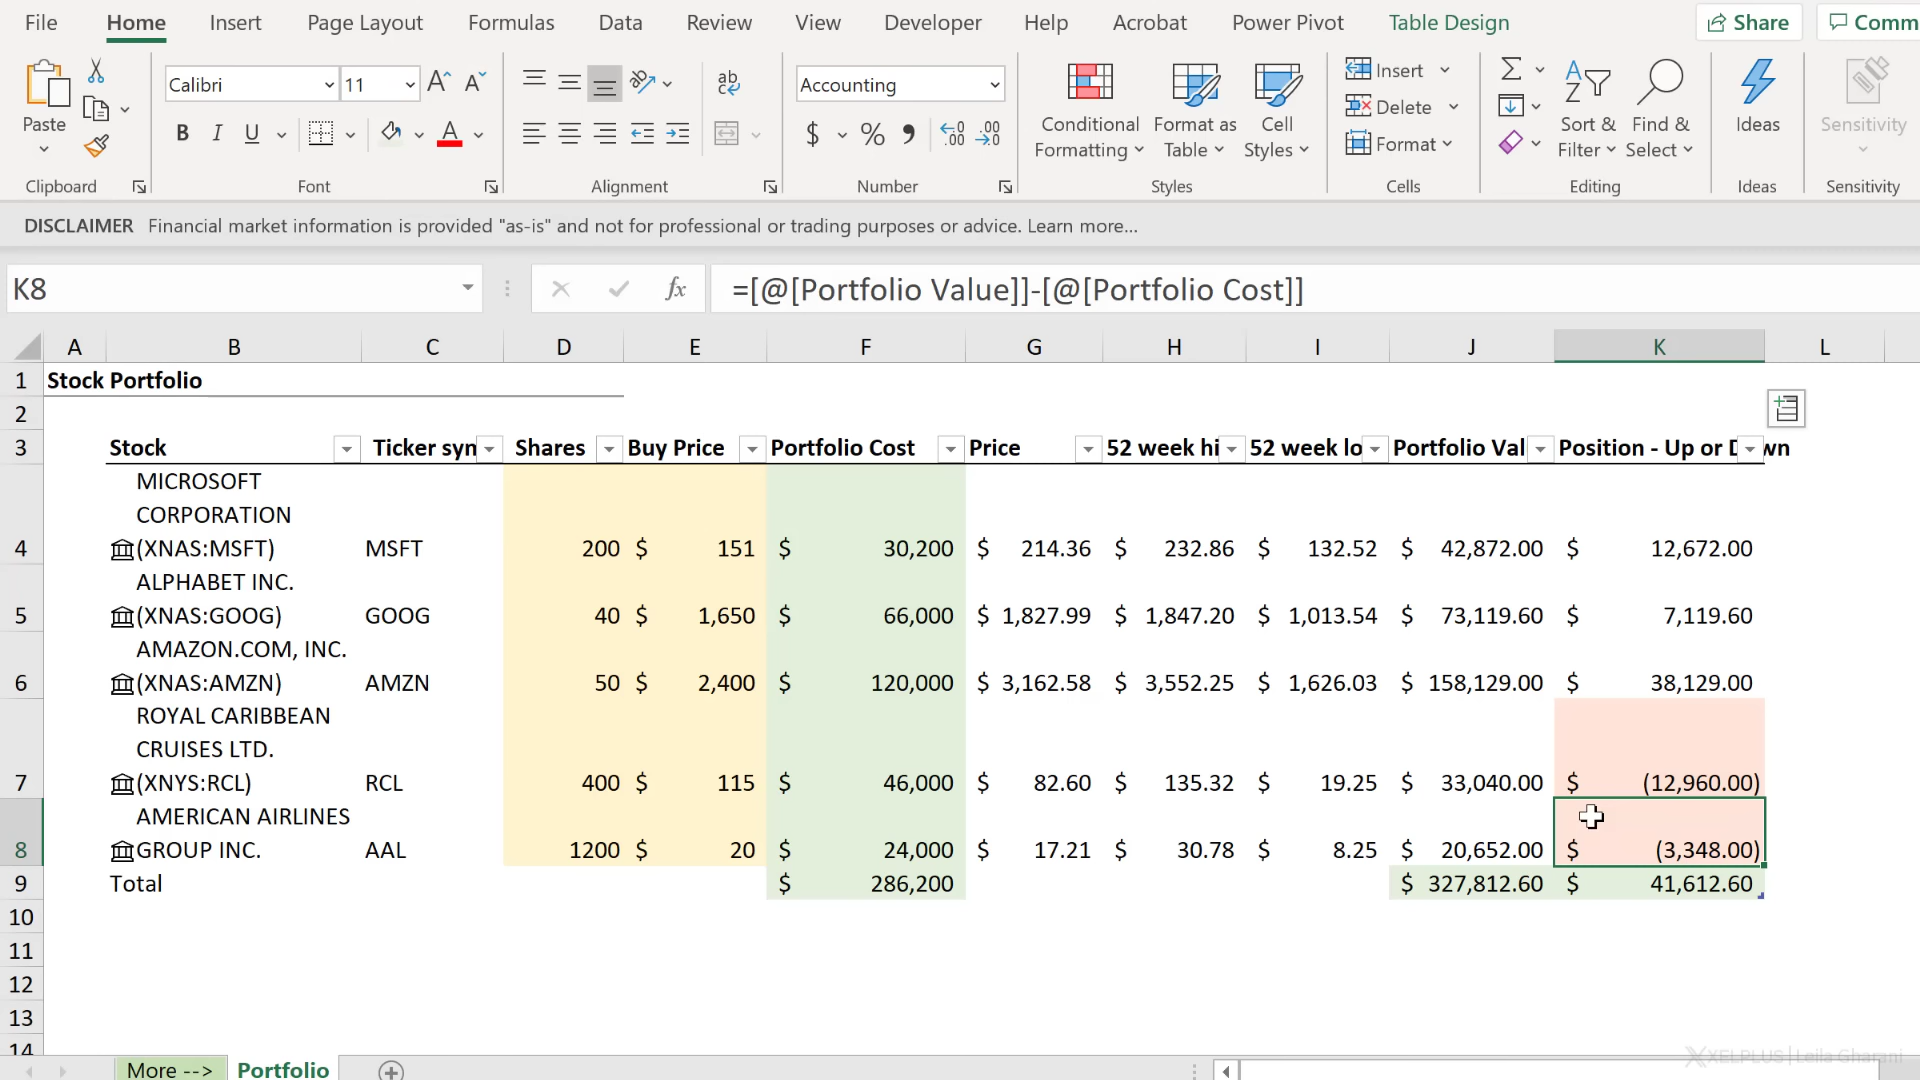 File Home Insert Page Layout Formulas Data Review View Developer Help Acrobat Power Pivot Table Design Share Comm
Calibri 11 Accounting
Paste
B I U A $ % Conditional Formatting Format as Table Cell Styles Insert Delete Format Sort & Filter Find & Select Ideas Sensitivity
Clipboard Font Alignment Number Styles Cells Editing Ideas Sensitivity
DISCLAIMER Financial market information is provided "as-is" and not for professional or trading purposes or advice. Learn more...
K8 fx =[@[Portfolio Value]]-[@[Portfolio Cost]]
A B C D E F G H I J K L
1 Stock Portfolio
2
3 Stock Ticker syn Shares Buy Price Portfolio Cost Price 52 week hi 52 week lo Portfolio Val Position - Up or D wn
MICROSOFT
CORPORATION
4 (XNAS:MSFT) MSFT 200 $ 151 $ 30,200 $ 214.36 $ 232.86 $ 132.52 $ 42,872.00 $ 12,672.00
ALPHABET INC.
5 (XNAS:GOOG) GOOG 40 $ 1,650 $ 66,000 $ 1,827.99 $ 1,847.20 $ 1,013.54 $ 73,119.60 $ 7,119.60
AMAZON.COM, INC.
6 (XNAS:AMZN) AMZN 50 $ 2,400 $ 120,000 $ 3,162.58 $ 3,552.25 $ 1,626.03 $ 158,129.00 $ 38,129.00
ROYAL CARIBBEAN
CRUISES LTD.
7 (XNYS:RCL) RCL 400 $ 115 $ 46,000 $ 82.60 $ 135.32 $ 19.25 $ 33,040.00 $ (12,960.00)
AMERICAN AIRLINES
8 GROUP INC. AAL 1200 $ 20 $ 24,000 $ 17.21 $ 30.78 $ 8.25 $ 20,652.00 $ (3,348.00)
9 Total $ 286,200 $ 327,812.60 $ 41,612.60
10
11
12
13
14
More --> Portfolio
XELPLUS | Leila Gharani